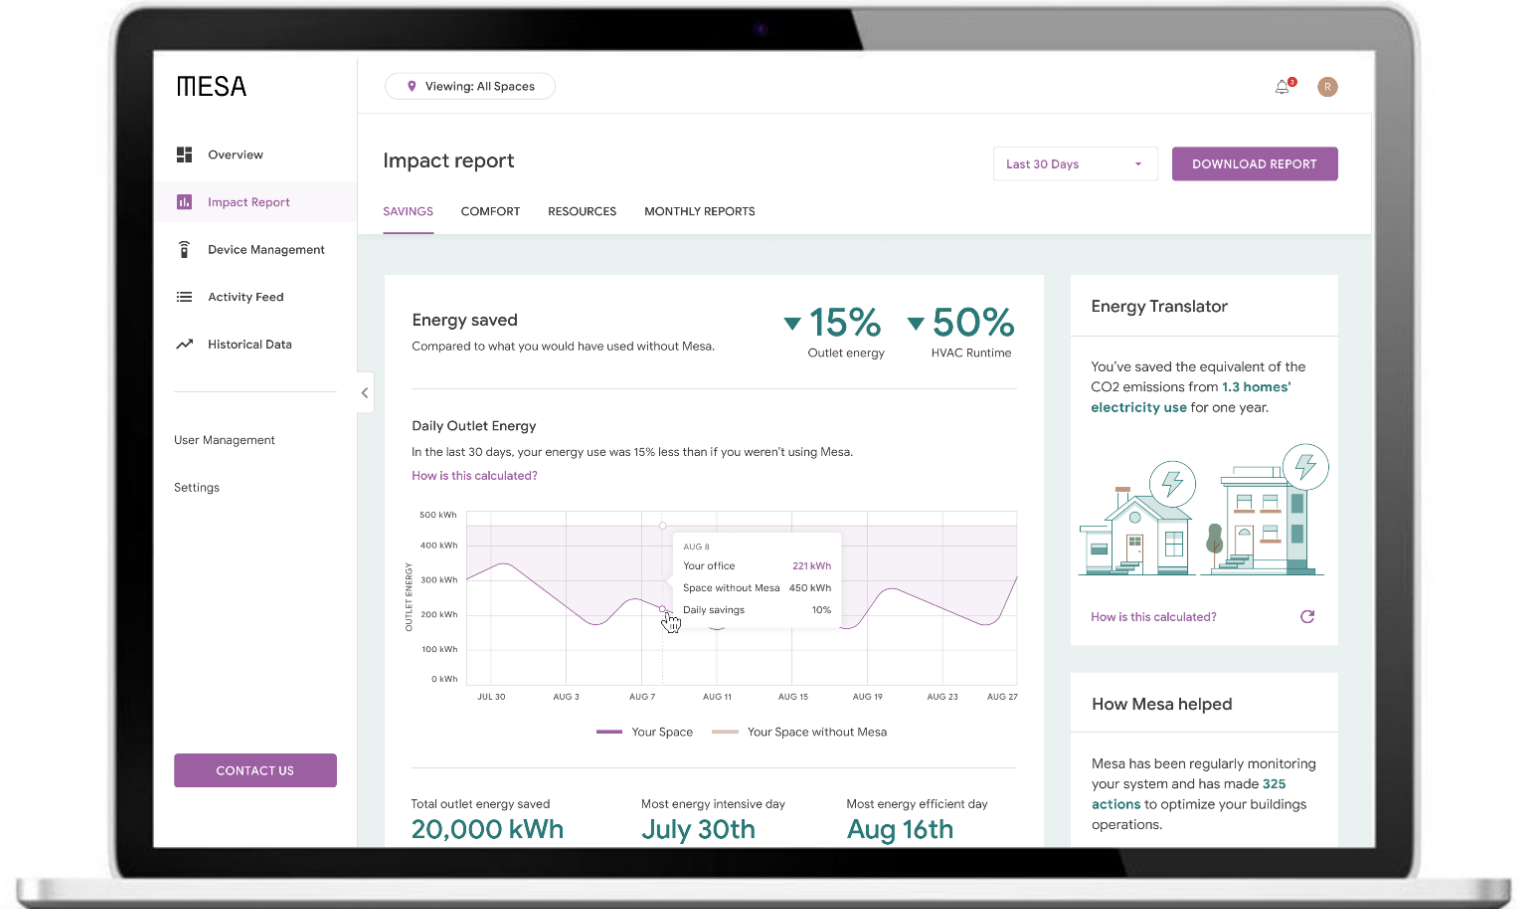 MESA
Viewing: All Spaces
2
R
Overview
Impact Report
Device Management
Activity Feed
Historical Data
User Management
Settings
CONTACT US
Impact report
Last 30 Days
DOWNLOAD REPORT
SAVINGS
COMFORT
RESOURCES
MONTHLY REPORTS
Energy saved
Compared to what you would have used without Mesa.
15%
Outlet energy
50%
HVAC Runtime
Daily Outlet Energy
In the last 30 days, your energy use was 15% less than if you weren't using Mesa.
How is this calculated?
OUTLET ENERGY
500 kWh
400 kWh
300 kWh
200 kWh
100 kWh
0 kWh
AUG 8
Your office 221 kWh
Space without Mesa 450 kWh
Daily savings 10%
JUL 30 AUG 3 AUG 7 AUG 11 AUG 15 AUG 19 AUG 23 AUG 27
Your Space
Your Space without Mesa
Total outlet energy saved
20,000 kWh
Most energy intensive day
July 30th
Most energy efficient day
Aug 16th
Energy Translator
You've saved the equivalent of the
CO2 emissions from 1.3 homes'
electricity use for one year.
How is this calculated?
How Mesa helped
Mesa has been regularly monitoring
your system and has made 325
actions to optimize your buildings
operations.